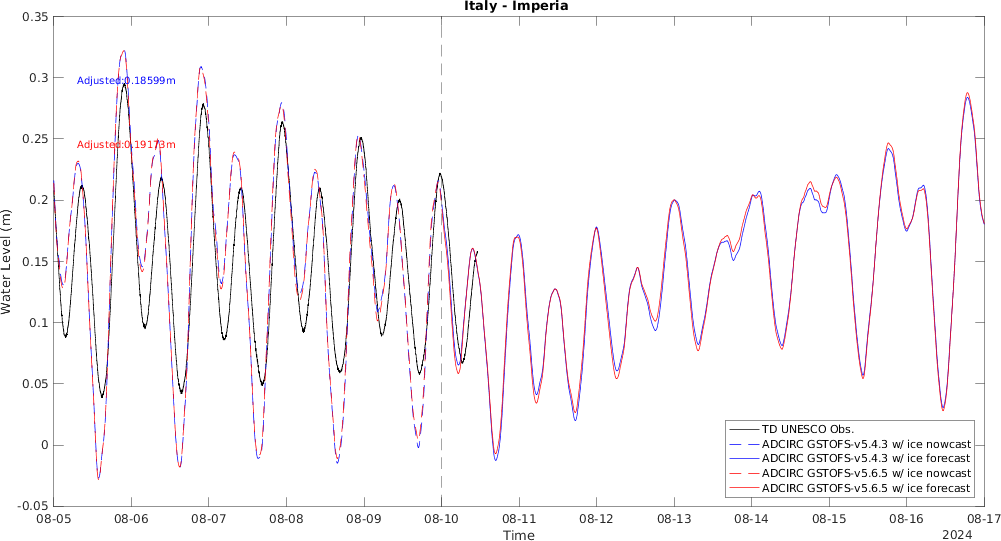 Italy - Imperia
0.35
0.3
0.25
0.2
0.15
0.1
0.05
0
-0.05
Water Level (m)
Adjusted:0.18599m
Adjusted:0.19173m
TD UNESCO Obs.
ADCIRC GSTOFS-v5.4.3 w/ ice nowcast
ADCIRC GSTOFS-v5.4.3 w/ ice forecast
ADCIRC GSTOFS-v5.6.5 w/ ice nowcast
ADCIRC GSTOFS-v5.6.5 w/ ice forecast
08-05 08-06 08-07 08-08 08-09 08-10 08-11 08-12 08-13 08-14 08-15 08-16 08-17
Time
2024